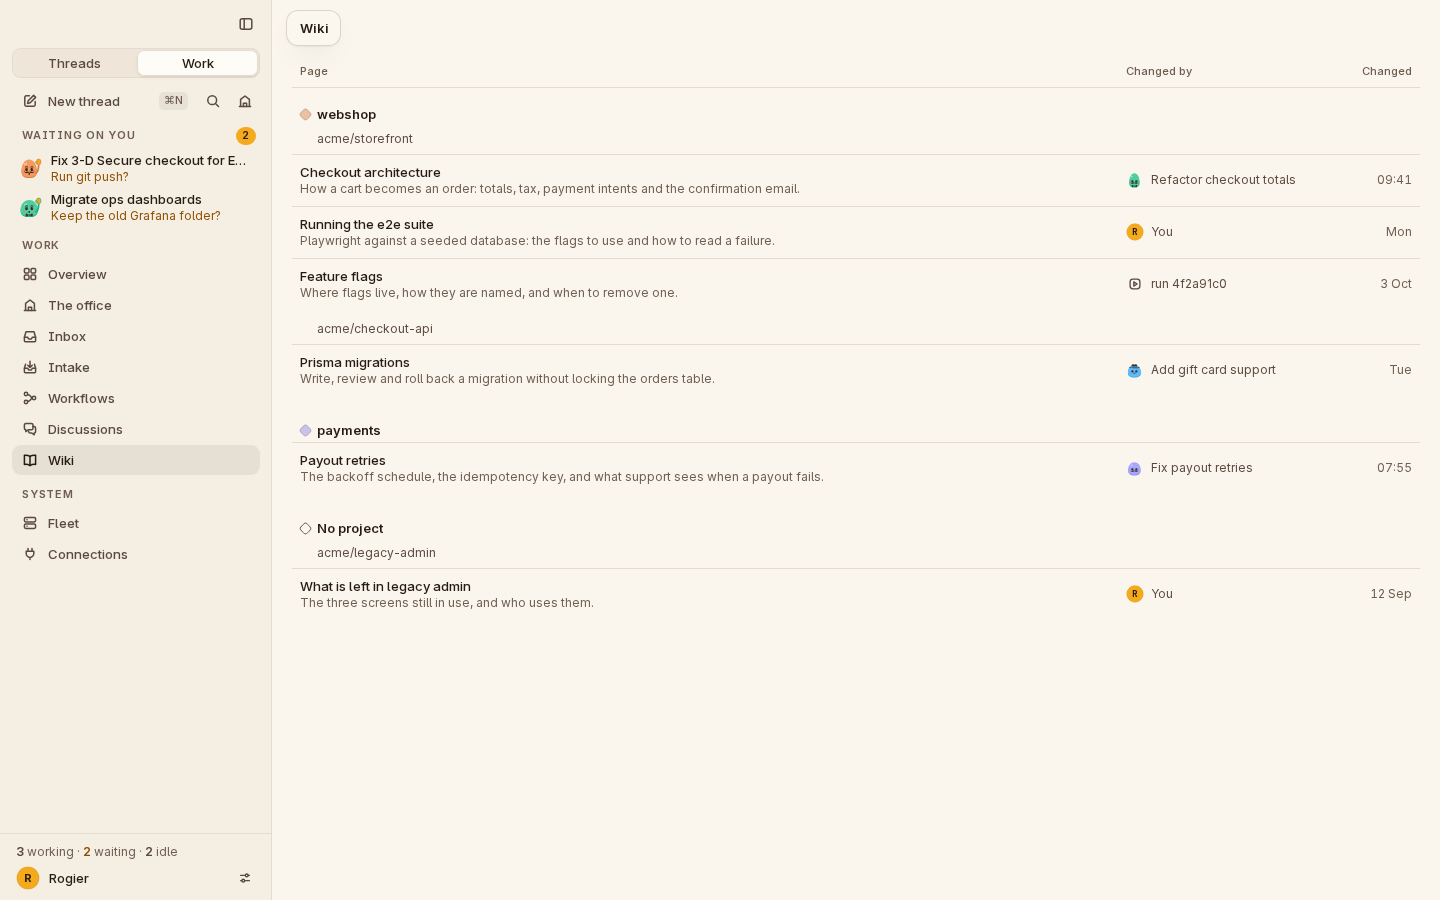 Threads
Work
New thread
⌘N
WAITING ON YOU
2
Fix 3-D Secure checkout for E…
Run git push?
Migrate ops dashboards
Keep the old Grafana folder?
WORK
Overview
The office
Inbox
Intake
Workflows
Discussions
Wiki
SYSTEM
Fleet
Connections
3 working · 2 waiting · 2 idle
R
Rogier
Wiki
Page
Changed by
Changed
webshop
acme/storefront
Checkout architecture
How a cart becomes an order: totals, tax, payment intents and the confirmation email.
Refactor checkout totals
09:41
Running the e2e suite
Playwright against a seeded database: the flags to use and how to read a failure.
R
You
Mon
Feature flags
Where flags live, how they are named, and when to remove one.
run 4f2a91c0
3 Oct
acme/checkout-api
Prisma migrations
Write, review and roll back a migration without locking the orders table.
Add gift card support
Tue
payments
Payout retries
The backoff schedule, the idempotency key, and what support sees when a payout fails.
Fix payout retries
07:55
No project
acme/legacy-admin
What is left in legacy admin
The three screens still in use, and who uses them.
R
You
12 Sep